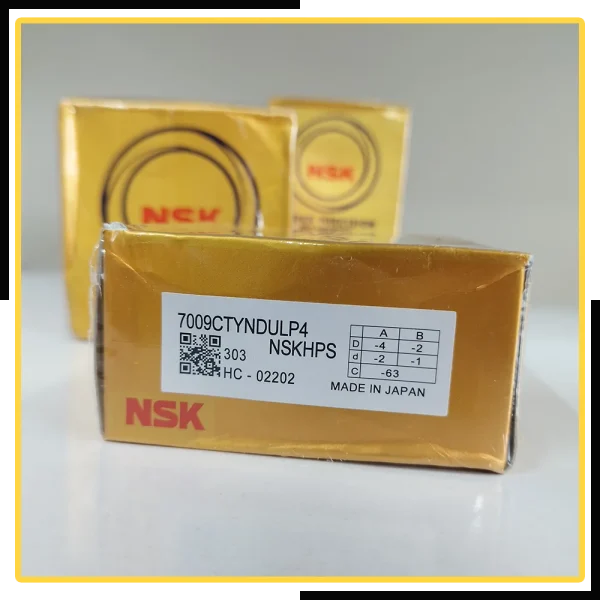 NSK
NSK
7009CTYNDULP4
303 NSKHPS
HC - 02202
A B
D -4 -2
d -2 -1
C -63
MADE IN JAPAN
NSK